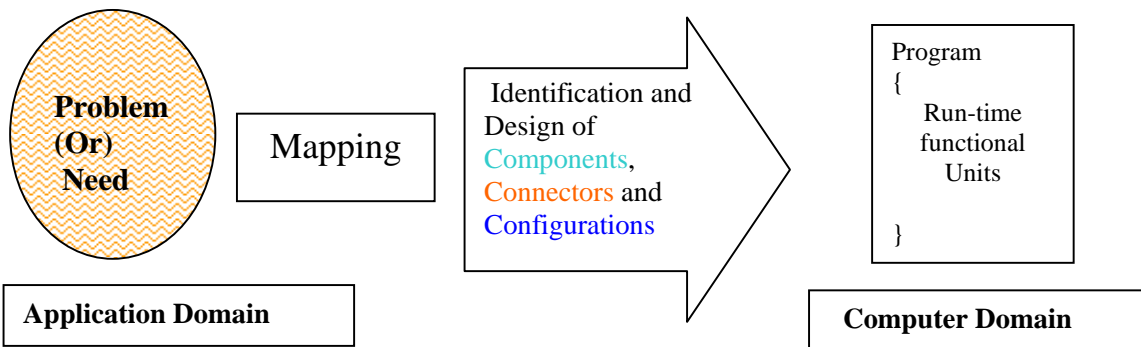 Problem
(Or)
Need
Mapping
Identification and
Design of
Components,
Connectors and
Configurations
Program
{
Run-time
functional
Units
}
Application Domain
Computer Domain